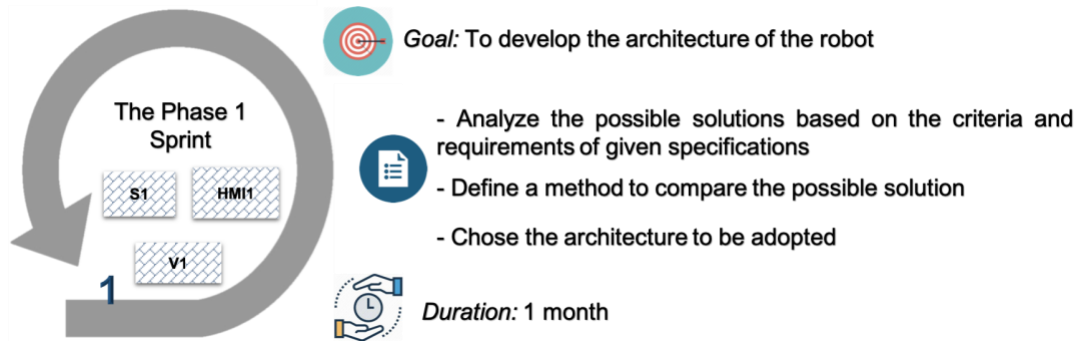 The Phase 1
Sprint
S1
HMI1
V1
1
Goal: To develop the architecture of the robot
- Analyze the possible solutions based on the criteria and
requirements of given specifications
- Define a method to compare the possible solution
- Chose the architecture to be adopted
Duration: 1 month